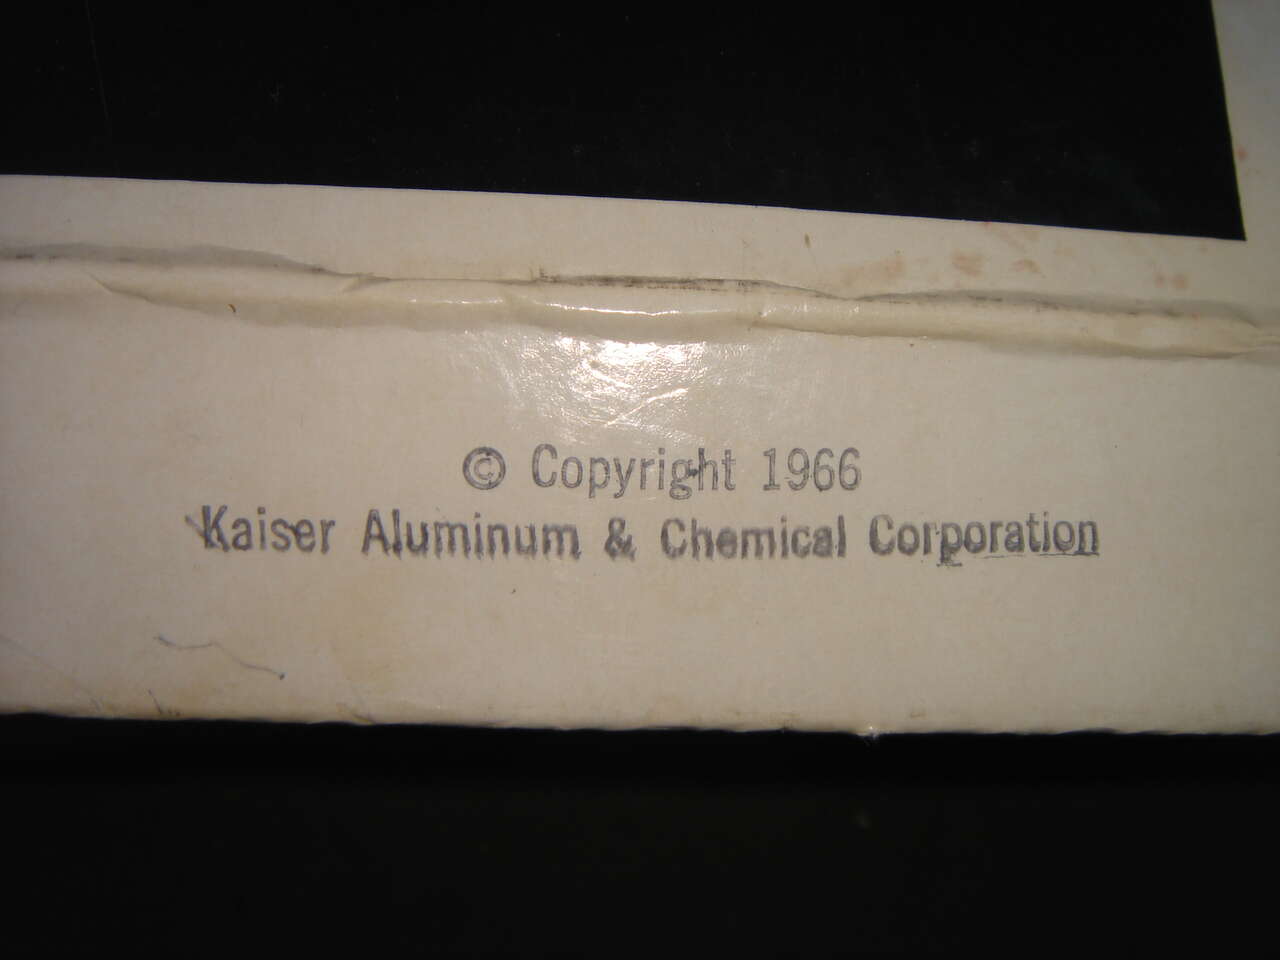 © Copyright 1966
Kaiser Aluminum & Chemical Corporation